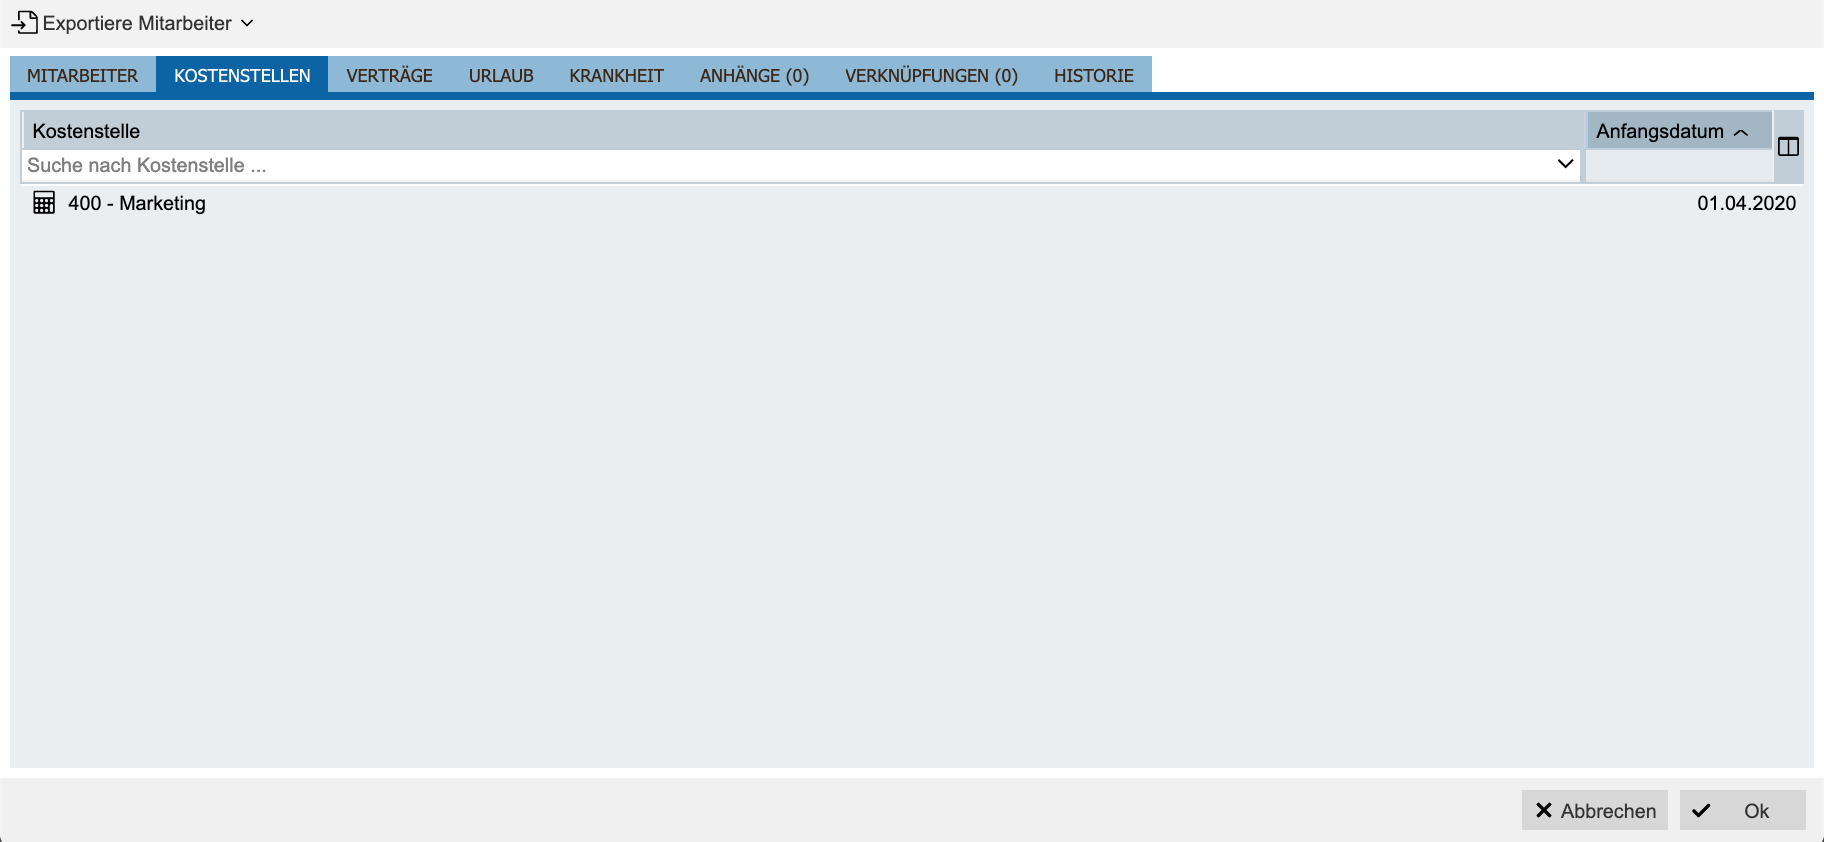 Exportiere Mitarbeiter
MITARBEITER KOSTENSTELLEN VERTRÄGE URLAUB KRANKHEIT ANHÄNGE (0) VERKNÜPFUNGEN (0) HISTORIE
Kostenstelle Anfangsdatum
Suche nach Kostenstelle ...
400 - Marketing 01.04.2020
Abbrechen Ok